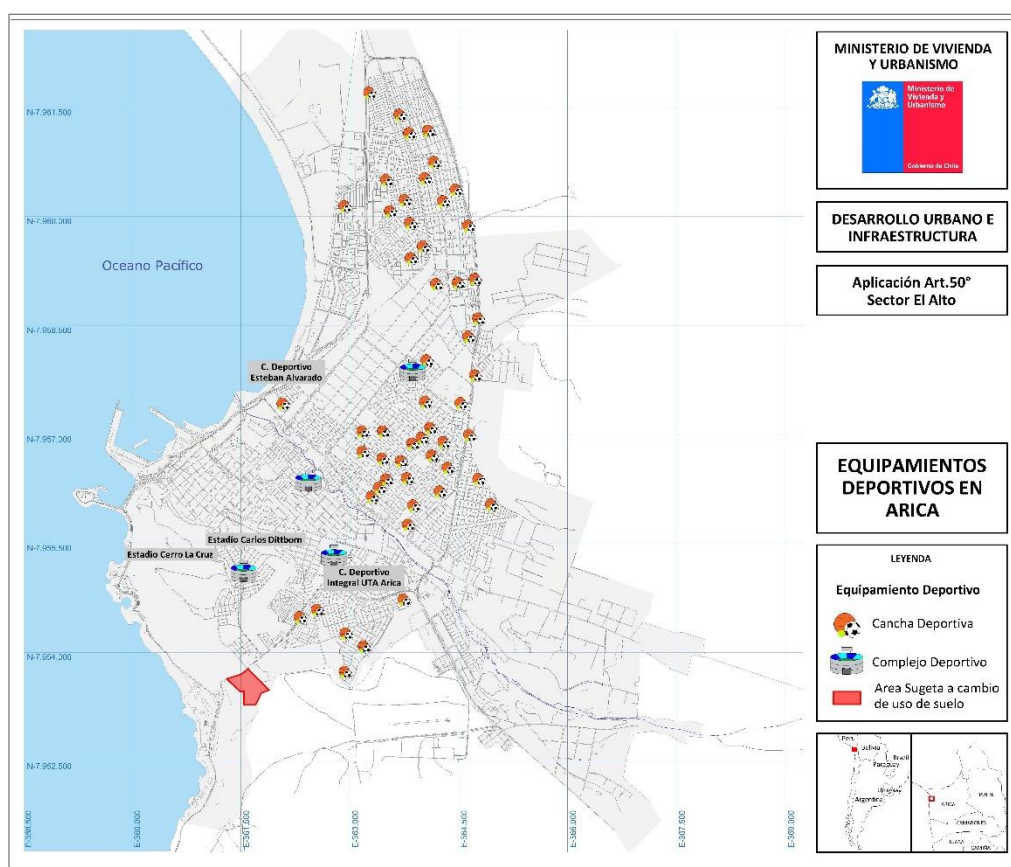 N-7.961.500
N-7.960.000
N-7.958.500
N-7.957.000
N-7.955.500
N-7.954.000
N-7.952.500
Oceano Pacífico
C. Deportivo
Esteban Alvarado
Estadio Carlos Dittborn
Estadio Cerro La Cruz
C. Deportivo
Integral UTA Arica
E-360.000
E-361.500
E-363.000
E-364.500
E-366.000
E-367.500
E-369.000
MINISTERIO DE VIVIENDA
Y URBANISMO
Ministerio de
Vivienda y
Urbanismo
Gobierno de Chile
DESARROLLO URBANO E
INFRAESTRUCTURA
Aplicación Art.50°
Sector El Alto
EQUIPAMIENTOS
DEPORTIVOS EN
ARICA
LEYENDA
Equipamiento Deportivo
Cancha Deportiva
Complejo Deportivo
Area Sugeta a cambio
de uso de suelo
Bolivia
Brazil
Paraguay
Uruguay
Argentina
ARICA
CAMARONES